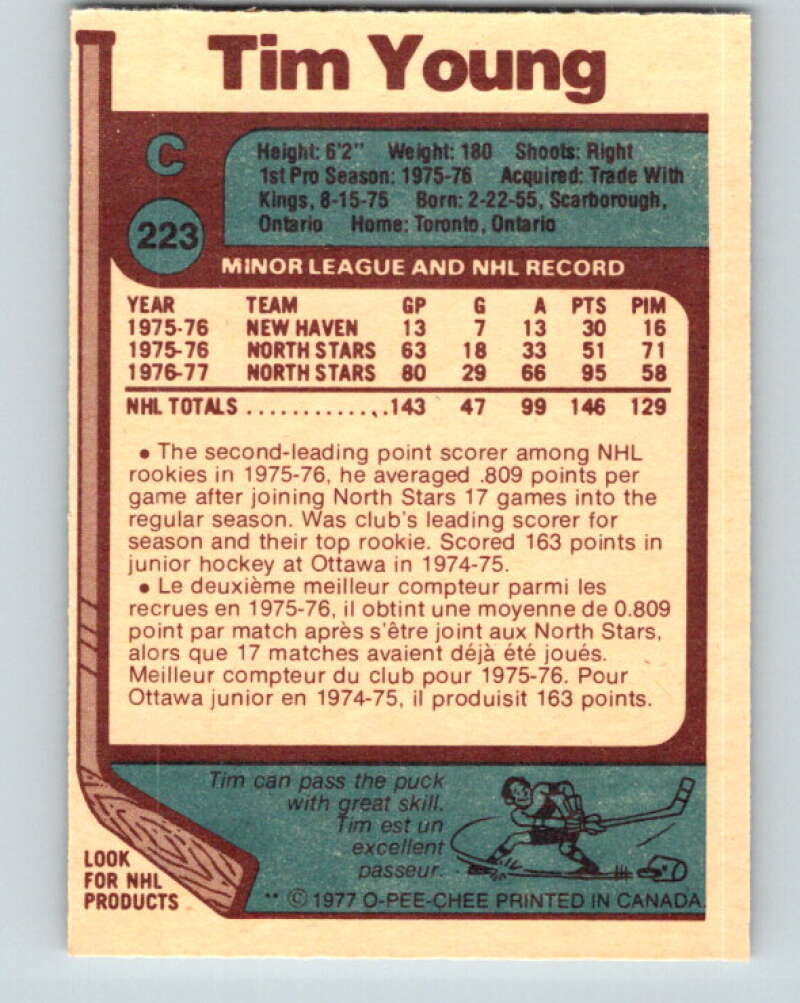 Tim Young
C
Height: 6'2" Weight: 180 Shoots: Right
1st Pro Season: 1975-76 Acquired: Trade With
Kings, 8-15-75 Born: 2-22-55, Scarborough,
Ontario Home: Toronto, Ontario
223
MINOR LEAGUE AND NHL RECORD
YEAR TEAM GP G A PTS PIM
1975-76 NEW HAVEN 13 7 13 30 16
1975-76 NORTH STARS 63 18 33 51 71
1976-77 NORTH STARS 80 29 66 95 58
NHL TOTALS ..............143 47 99 146 129
• The second-leading point scorer among NHL
rookies in 1975-76, he averaged .809 points per
game after joining North Stars 17 games into the
regular season. Was club's leading scorer for
season and their top rookie. Scored 163 points in
junior hockey at Ottawa in 1974-75.
• Le deuxième meilleur compteur parmi les
recrues en 1975-76, il obtint une moyenne de 0.809
point par match après s'être joint aux North Stars,
alors que 17 matches avaient déjà été joués.
Meilleur compteur du club pour 1975-76. Pour
Ottawa junior en 1974-75, il produisit 163 points.
Tim can pass the puck
with great skill.
Tim est un
excellent
passeur.
LOOK
FOR NHL
PRODUCTS
** © 1977 O-PEE-CHEE PRINTED IN CANADA.